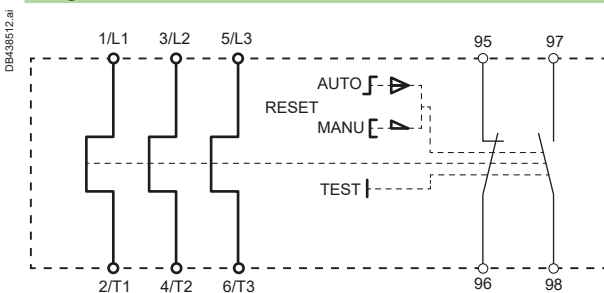 DB438512.ai
1/L1 3/L2 5/L3 95 97
AUTO
RESET
MANU
TEST
2/T1 4/T2 6/T3 96 98